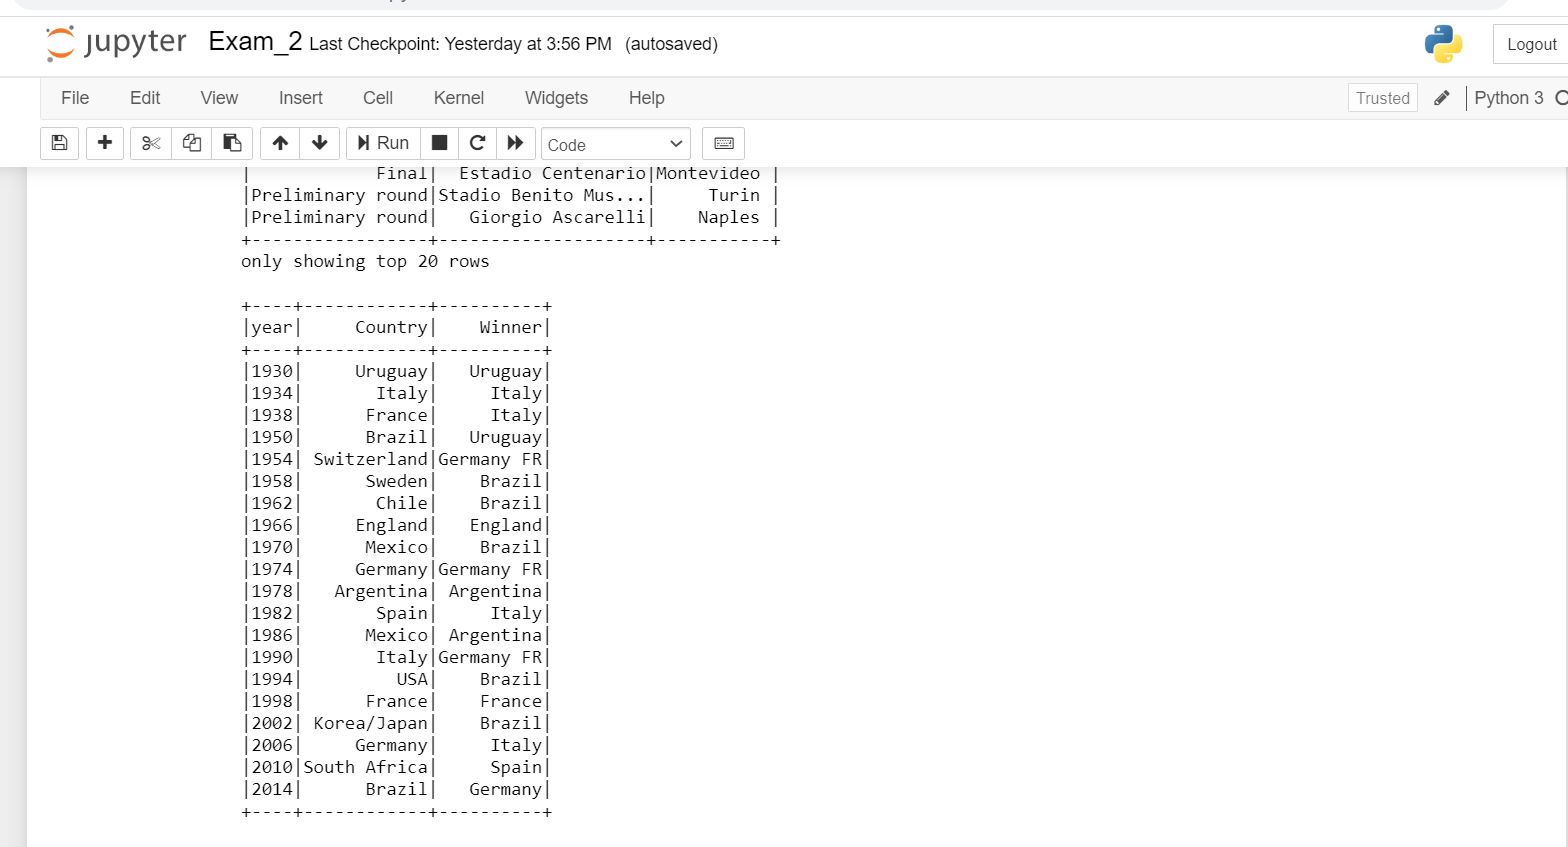 jupyter Exam_2 Last Checkpoint: Yesterday at 3:56 PM (autosaved) Logout
File Edit View Insert Cell Kernel Widgets Help Trusted Python 3
Run Code
| Final| Estadio Centenario|Montevideo |
|Preliminary round|Stadio Benito Mus...| Turin |
|Preliminary round| Giorgio Ascarelli| Naples |
+-----------------+--------------------+-----------+
only showing top 20 rows
+----+------------+----------+
|year| Country| Winner|
+----+------------+----------+
|1930| Uruguay| Uruguay|
|1934| Italy| Italy|
|1938| France| Italy|
|1950| Brazil| Uruguay|
|1954| Switzerland|Germany FR|
|1958| Sweden| Brazil|
|1962| Chile| Brazil|
|1966| England| England|
|1970| Mexico| Brazil|
|1974| Germany|Germany FR|
|1978| Argentina| Argentina|
|1982| Spain| Italy|
|1986| Mexico| Argentina|
|1990| Italy|Germany FR|
|1994| USA| Brazil|
|1998| France| France|
|2002| Korea/Japan| Brazil|
|2006| Germany| Italy|
|2010|South Africa| Spain|
|2014| Brazil| Germany|
+----+------------+----------+